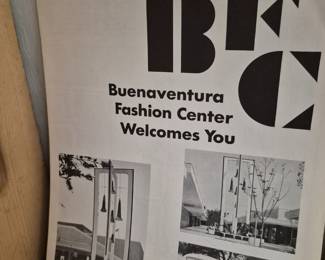 BFC
Buenaventura
Fashion Center
Welcomes You